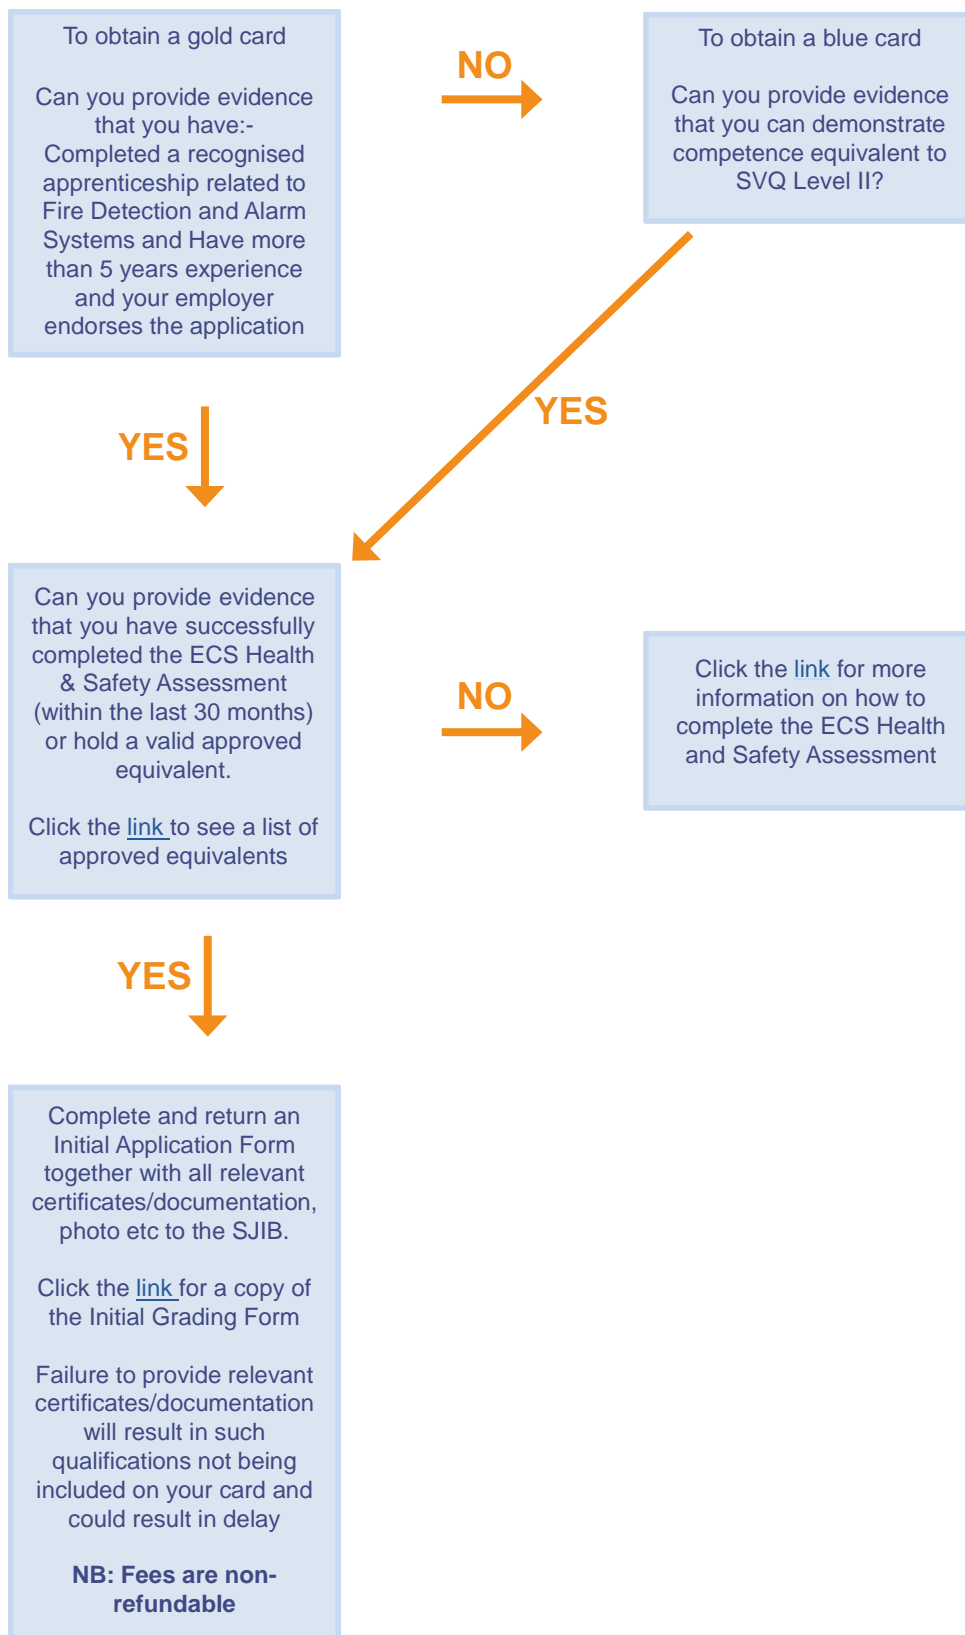 To obtain a gold card
Can you provide evidence
that you have:-
Completed a recognised
apprenticeship related to
Fire Detection and Alarm
Systems and Have more
than 5 years experience
and your employer
endorses the application
NO
To obtain a blue card
Can you provide evidence
that you can demonstrate
competence equivalent to
SVQ Level II?
YES
YES
Can you provide evidence
that you have successfully
completed the ECS Health
& Safety Assessment
(within the last 30 months)
or hold a valid approved
equivalent.
Click the link to see a list of
approved equivalents
NO
Click the link for more
information on how to
complete the ECS Health
and Safety Assessment
YES
Complete and return an
Initial Application Form
together with all relevant
certificates/documentation,
photo etc to the SJIB.
Click the link for a copy of
the Initial Grading Form
Failure to provide relevant
certificates/documentation
will result in such
qualifications not being
included on your card and
could result in delay
NB: Fees are non-
refundable